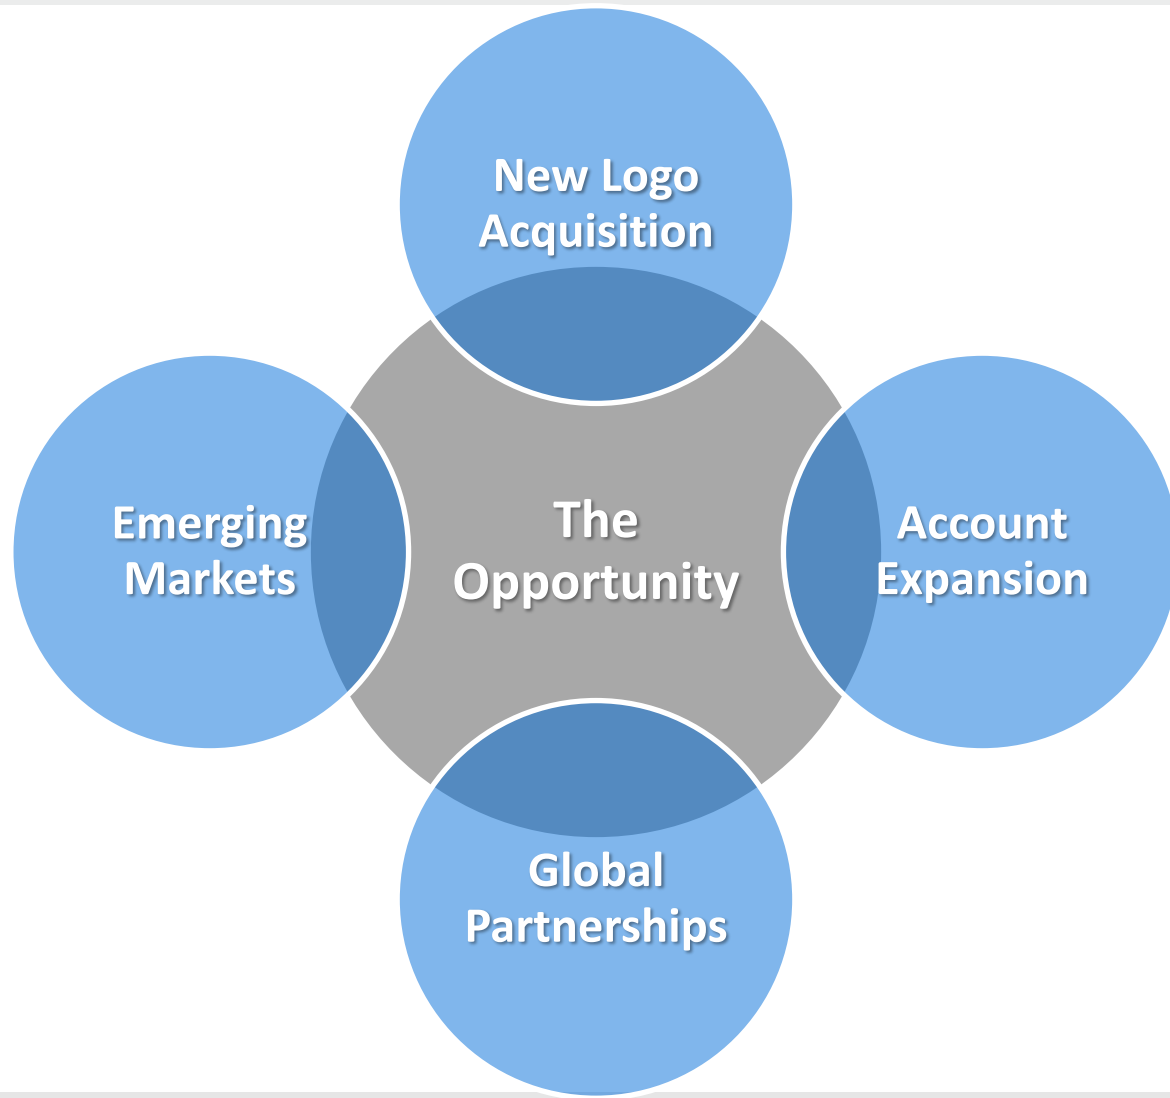 New Logo
Acquisition
Emerging
Markets
The
Opportunity
Account
Expansion
Global
Partnerships